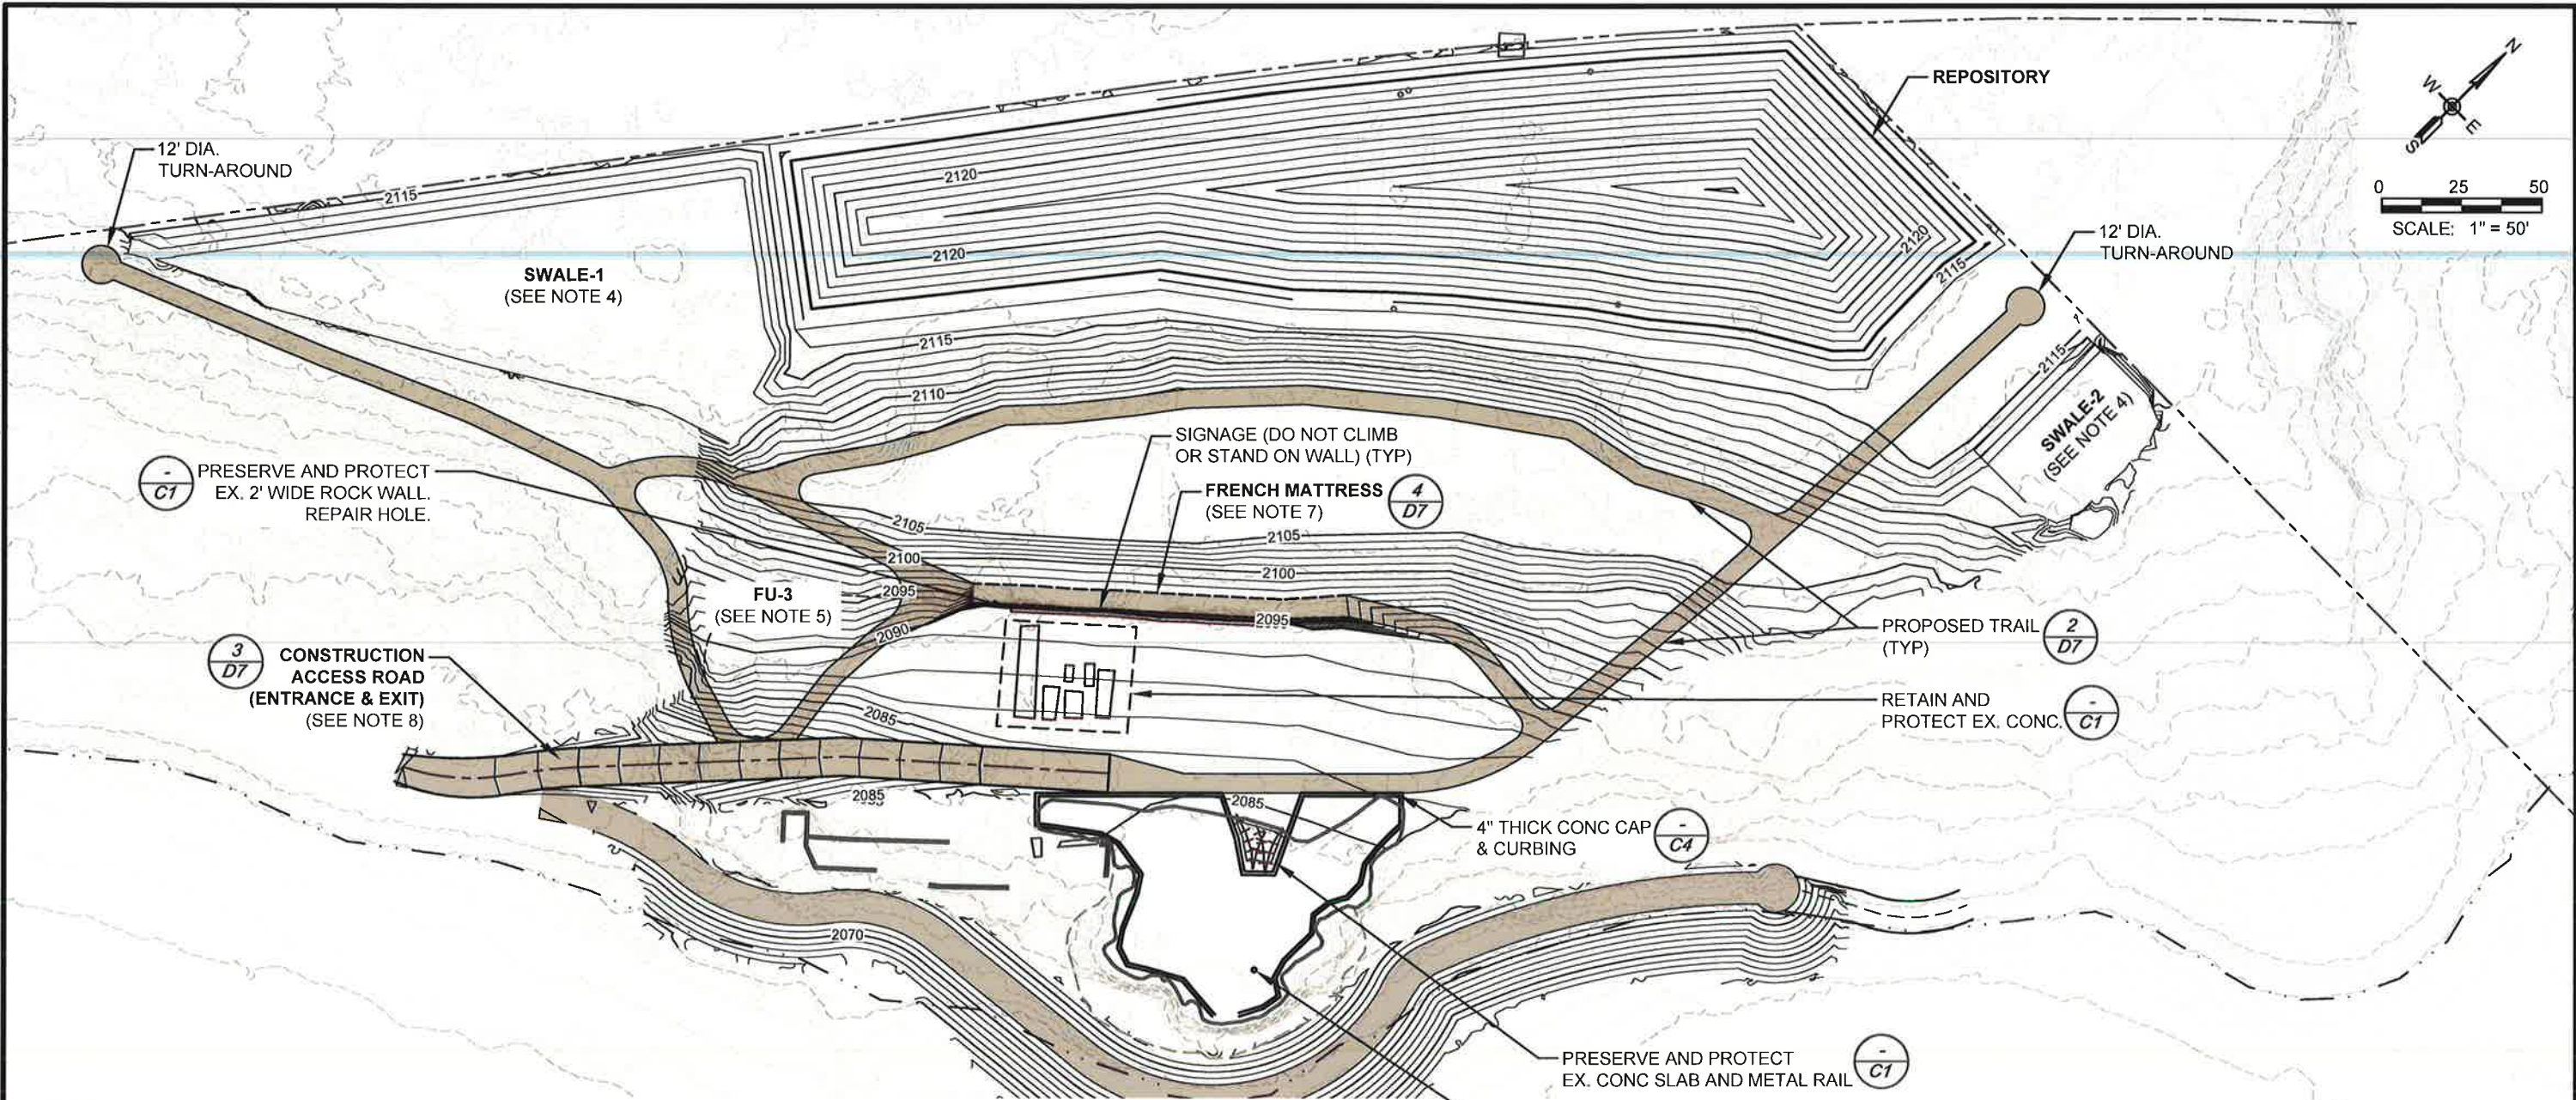 REPOSITORY
N
W
E
S
0 25 50
SCALE: 1" = 50'
12' DIA.
TURN-AROUND
2115
2120
2120
2120
2115
12' DIA.
TURN-AROUND
SWALE-1
(SEE NOTE 4)
2115
2110
2115
SWALE-2
(SEE NOTE 4)
SIGNAGE (DO NOT CLIMB
OR STAND ON WALL) (TYP)
-
C1
PRESERVE AND PROTECT
EX. 2' WIDE ROCK WALL.
REPAIR HOLE.
FRENCH MATTRESS
(SEE NOTE 7)
4
D7
2105
2105
2100
2100
2095
2095
2090
FU-3
(SEE NOTE 5)
PROPOSED TRAIL
(TYP)
2
D7
3
D7
CONSTRUCTION
ACCESS ROAD
(ENTRANCE & EXIT)
(SEE NOTE 8)
RETAIN AND
PROTECT EX. CONC.
-
C1
2085
2085
2085
4" THICK CONC CAP
& CURBING
-
C4
2070
PRESERVE AND PROTECT
EX. CONC SLAB AND METAL RAIL
-
C1